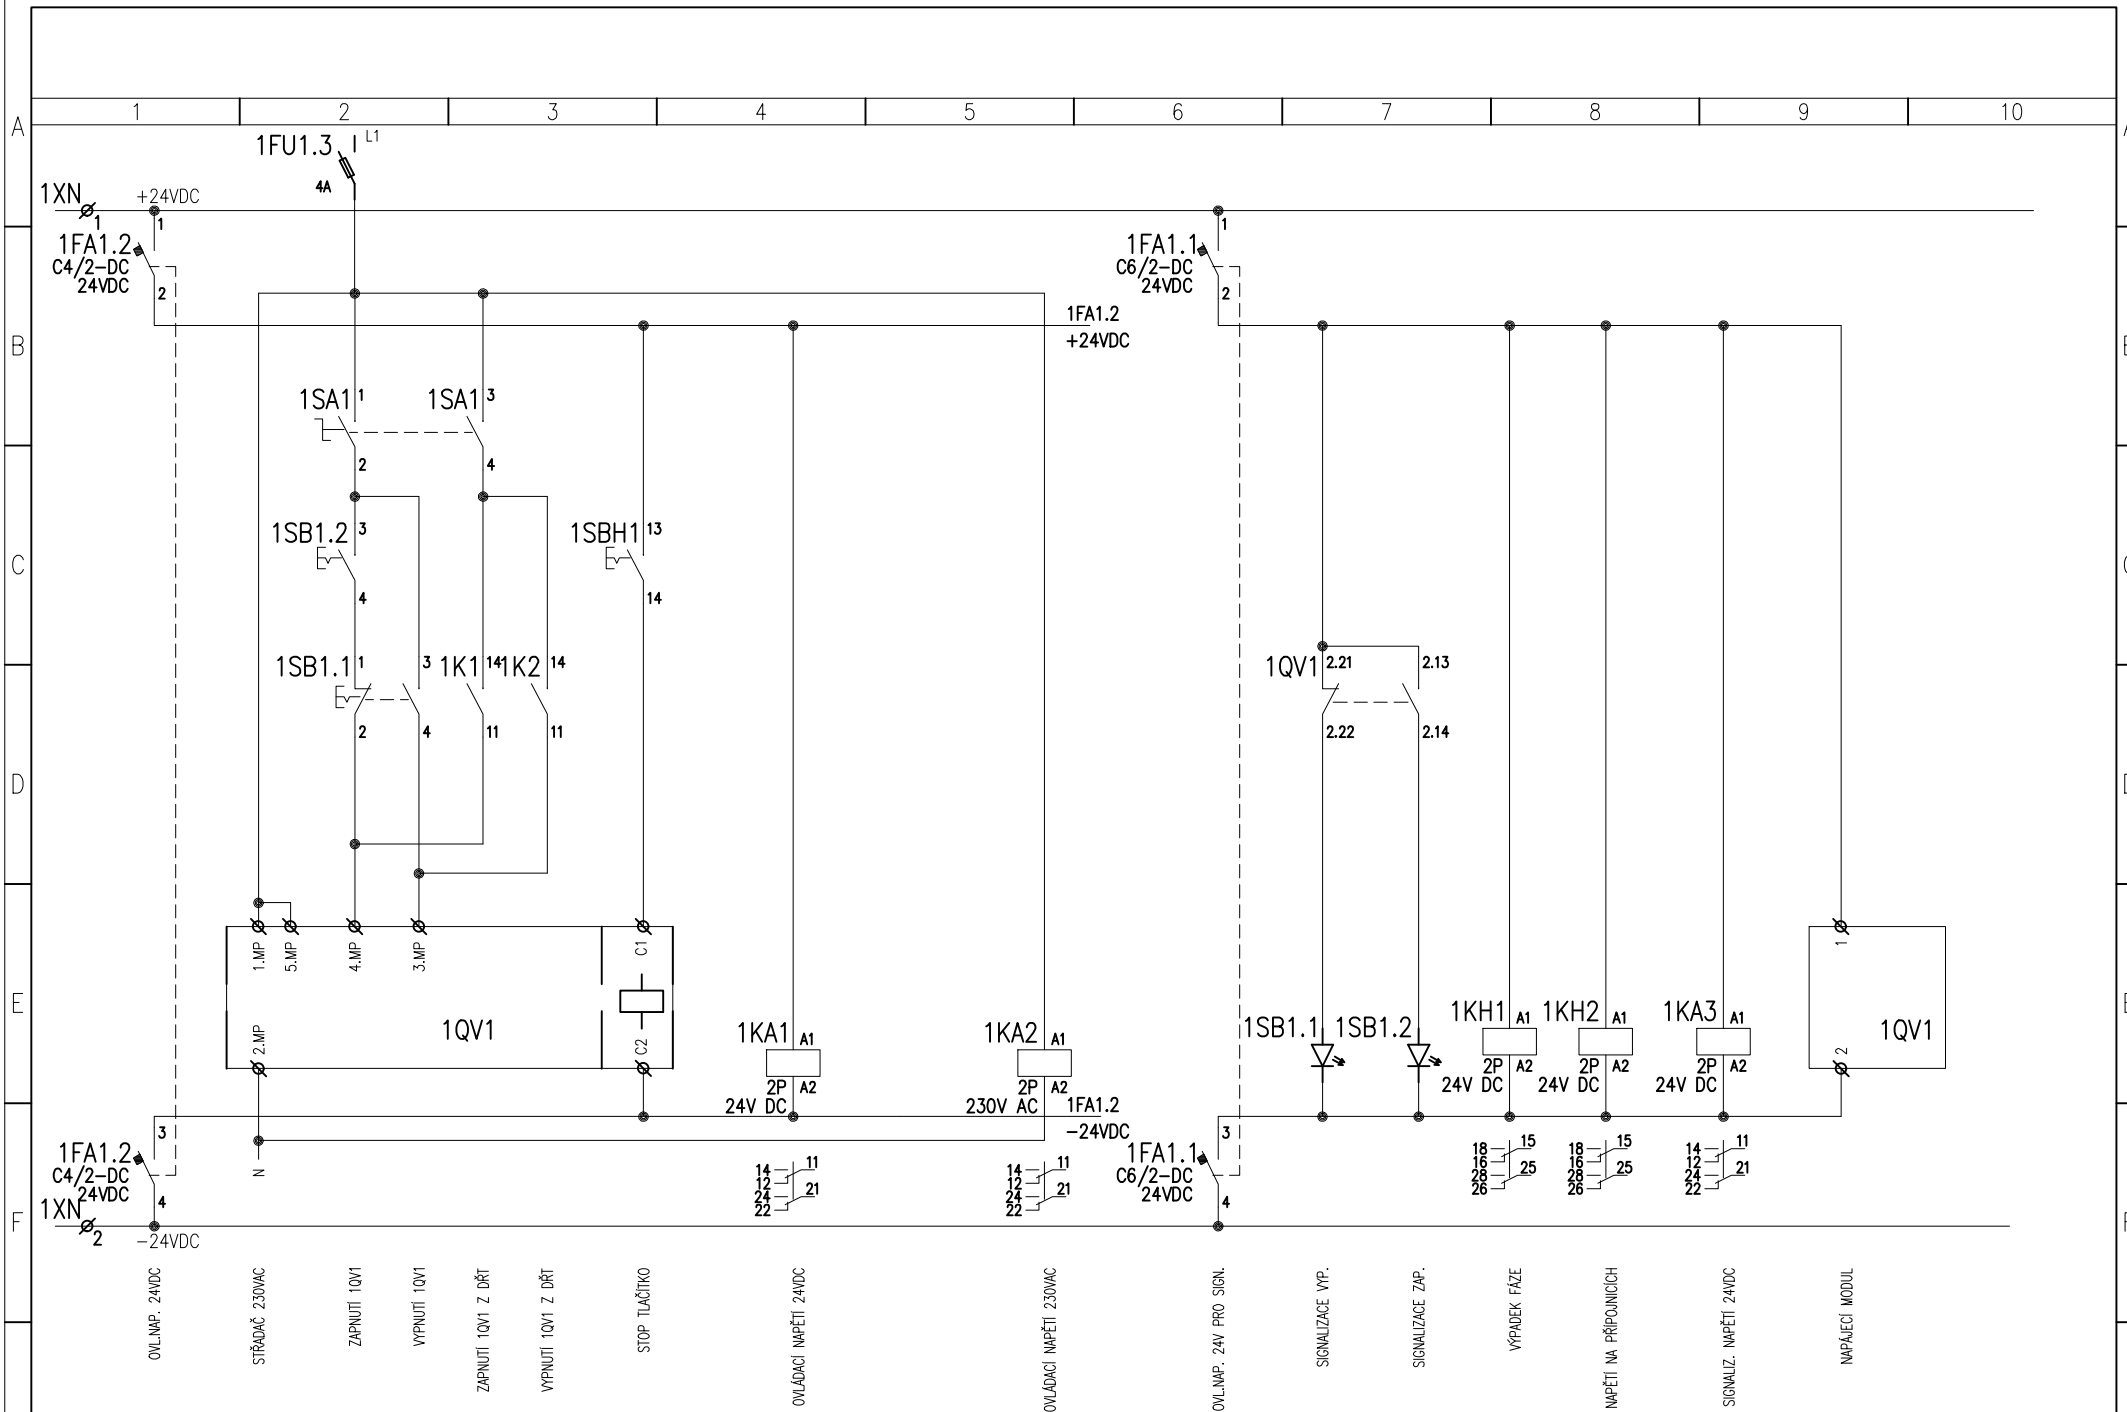 1 2 3 4 5 6 7 8 9 10
A
1FU1.3 L1
4A
1XN +24VDC
1 1 1
1FA1.2 1FA1.1
C4/2-DC C6/2-DC
24VDC 24VDC
2 2
1FA1.2
+24VDC
B
1SA1 1 1SA1 3
2 4
1SB1.2 3 1SBH1 13
C
4 14
1SB1.1 1 3 1K1 14 1K2 14 1QV1 2.21 2.13
2 4 11 11 2.22 2.14
D
1.MP 5.MP 4.MP 3.MP C1 1
E
2.MP 1QV1 C2 2 1QV1
1KA1 A1 1KA2 A1
2P A2 2P A2
24V DC 230V AC
1SB1.1 1SB1.2
1KH1 A1 1KH2 A1 1KA3 A1
2P A2 2P A2 2P A2
24V DC 24V DC 24V DC
1FA1.2
-24VDC
3 3
1FA1.2 1FA1.1
C4/2-DC C6/2-DC
24VDC 24VDC
4 4
N
14 11
12
24 21
22
14 11
12
24 21
22
18 15
16
28 25
26
18 15
16
28 25
26
14 11
12
24 21
22
F
1XN
2 -24VDC
OVL.NAP. 24VDC
STŘADAČ 230VAC
ZAPNUTÍ 1QV1
VYPNUTÍ 1QV1
ZAPNUTÍ 1QV1 Z DŘT
VYPNUTÍ 1QV1 Z DŘT
STOP TLAČÍTKO
OVLÁDACÍ NAPĚTÍ 24VDC
OVLÁDACÍ NAPĚTÍ 230VAC
OVL.NAP. 24V PRO SIGN.
SIGNALIZACE VYP.
SIGNALIZACE ZAP.
VÝPADEK FÁZE
NAPĚTÍ NA PŘÍPOJNICÍCH
SIGNALIZ. NAPĚTÍ 24VDC
NAPÁJECÍ MODUL